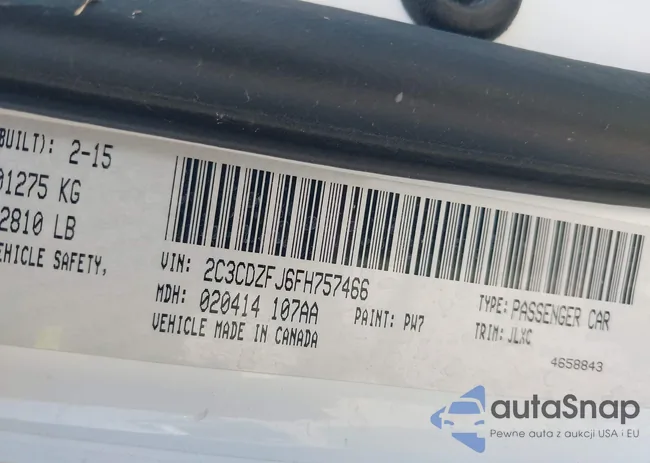 BUILT): 2-15
01275 KG
2810 LB
EHICLE SAFETY,
VIN: 2C3CDZFJ6FH757466
MDH: 020414 107AA
PAINT: PW7
VEHICLE MADE IN CANADA
TYPE: PASSENGER CAR
TRIM: JLXC
4658843
autaSnap
Pewne auta z aukcji USA i EU